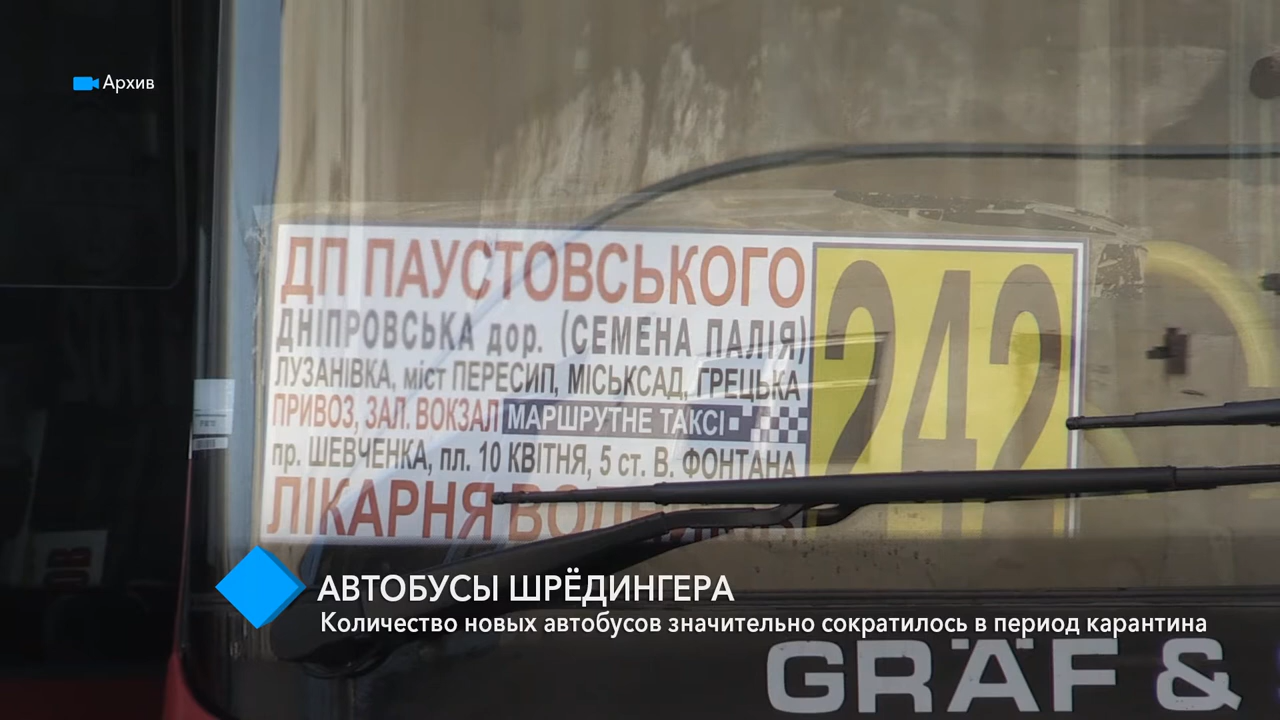 Архив
ДП ПАУСТОВСЬКОГО
ДНІПРОВСЬКА дор. (СЕМЕНА ПАЛІЯ)
ЛУЗАНІВКА, міст ПЕРЕСИП, МІСЬКСАД, ГРЕЦЬКА
ПРИВОЗ, ЗАЛ. ВОКЗАЛ МАРШРУТНЕ ТАКСІ
пр. ШЕВЧЕНКА, пл. 10 КВІТНЯ, 5 ст. В. ФОНТАНА
ЛІКАРНЯ
242
АВТОБУСЫ ШРЁДИНГЕРА
Количество новых автобусов значительно сократилось в период карантина
GRÄF &